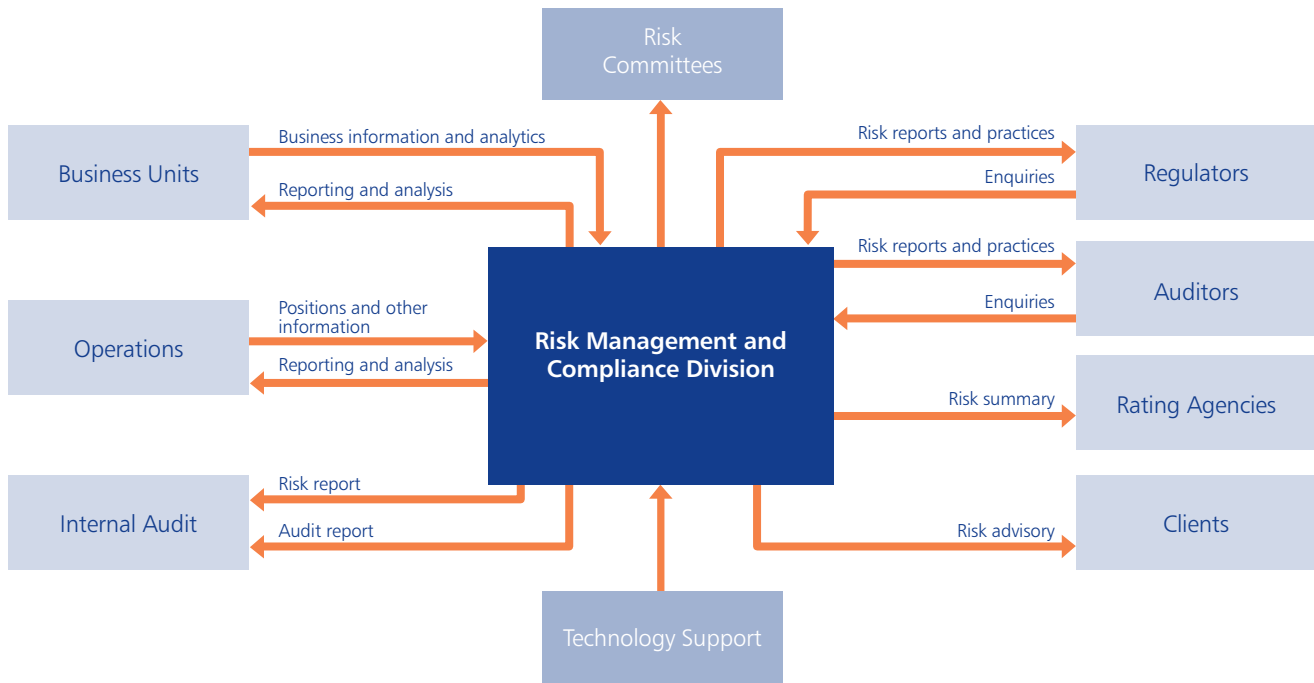 Risk
Committees
Business Units
Business information and analytics
Reporting and analysis
Risk reports and practices
Enquiries
Regulators
Risk reports and practices
Enquiries
Auditors
Operations
Positions and other
information
Reporting and analysis
Risk Management and
Compliance Division
Risk summary
Rating Agencies
Internal Audit
Risk report
Audit report
Risk advisory
Clients
Technology Support